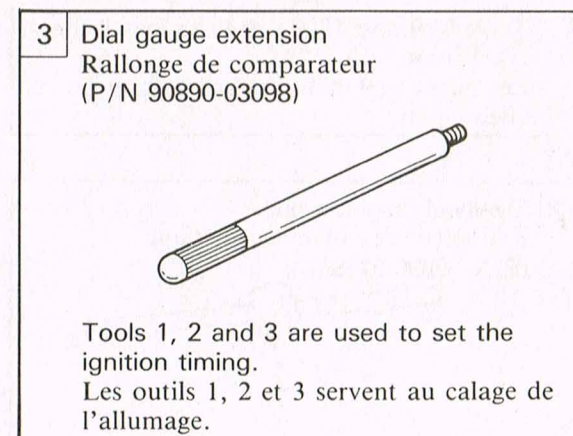 3
Dial gauge extension
Rallonge de comparateur
(P/N 90890-03098)
Tools 1, 2 and 3 are used to set the
ignition timing.
Les outils 1, 2 et 3 servent au calage de
l'allumage.